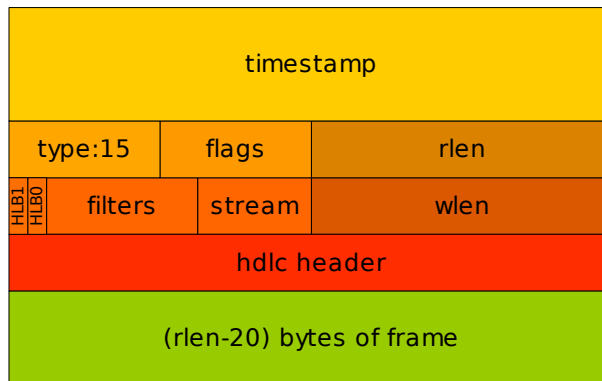 timestamp
type:15 flags rlen
HLB1 HLB0 filters stream wlen
hdlc header
(rlen-20) bytes of frame